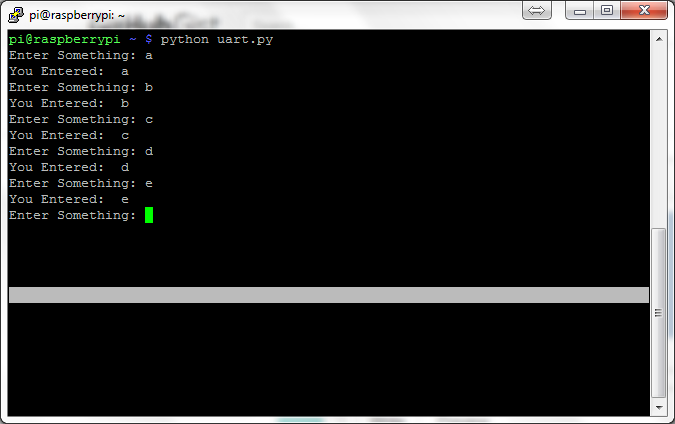 pi@raspberrypi: ~
pi@raspberrypi ~ $ python uart.py
Enter Something: a
You Entered:  a
Enter Something: b
You Entered:  b
Enter Something: c
You Entered:  c
Enter Something: d
You Entered:  d
Enter Something: e
You Entered:  e
Enter Something: